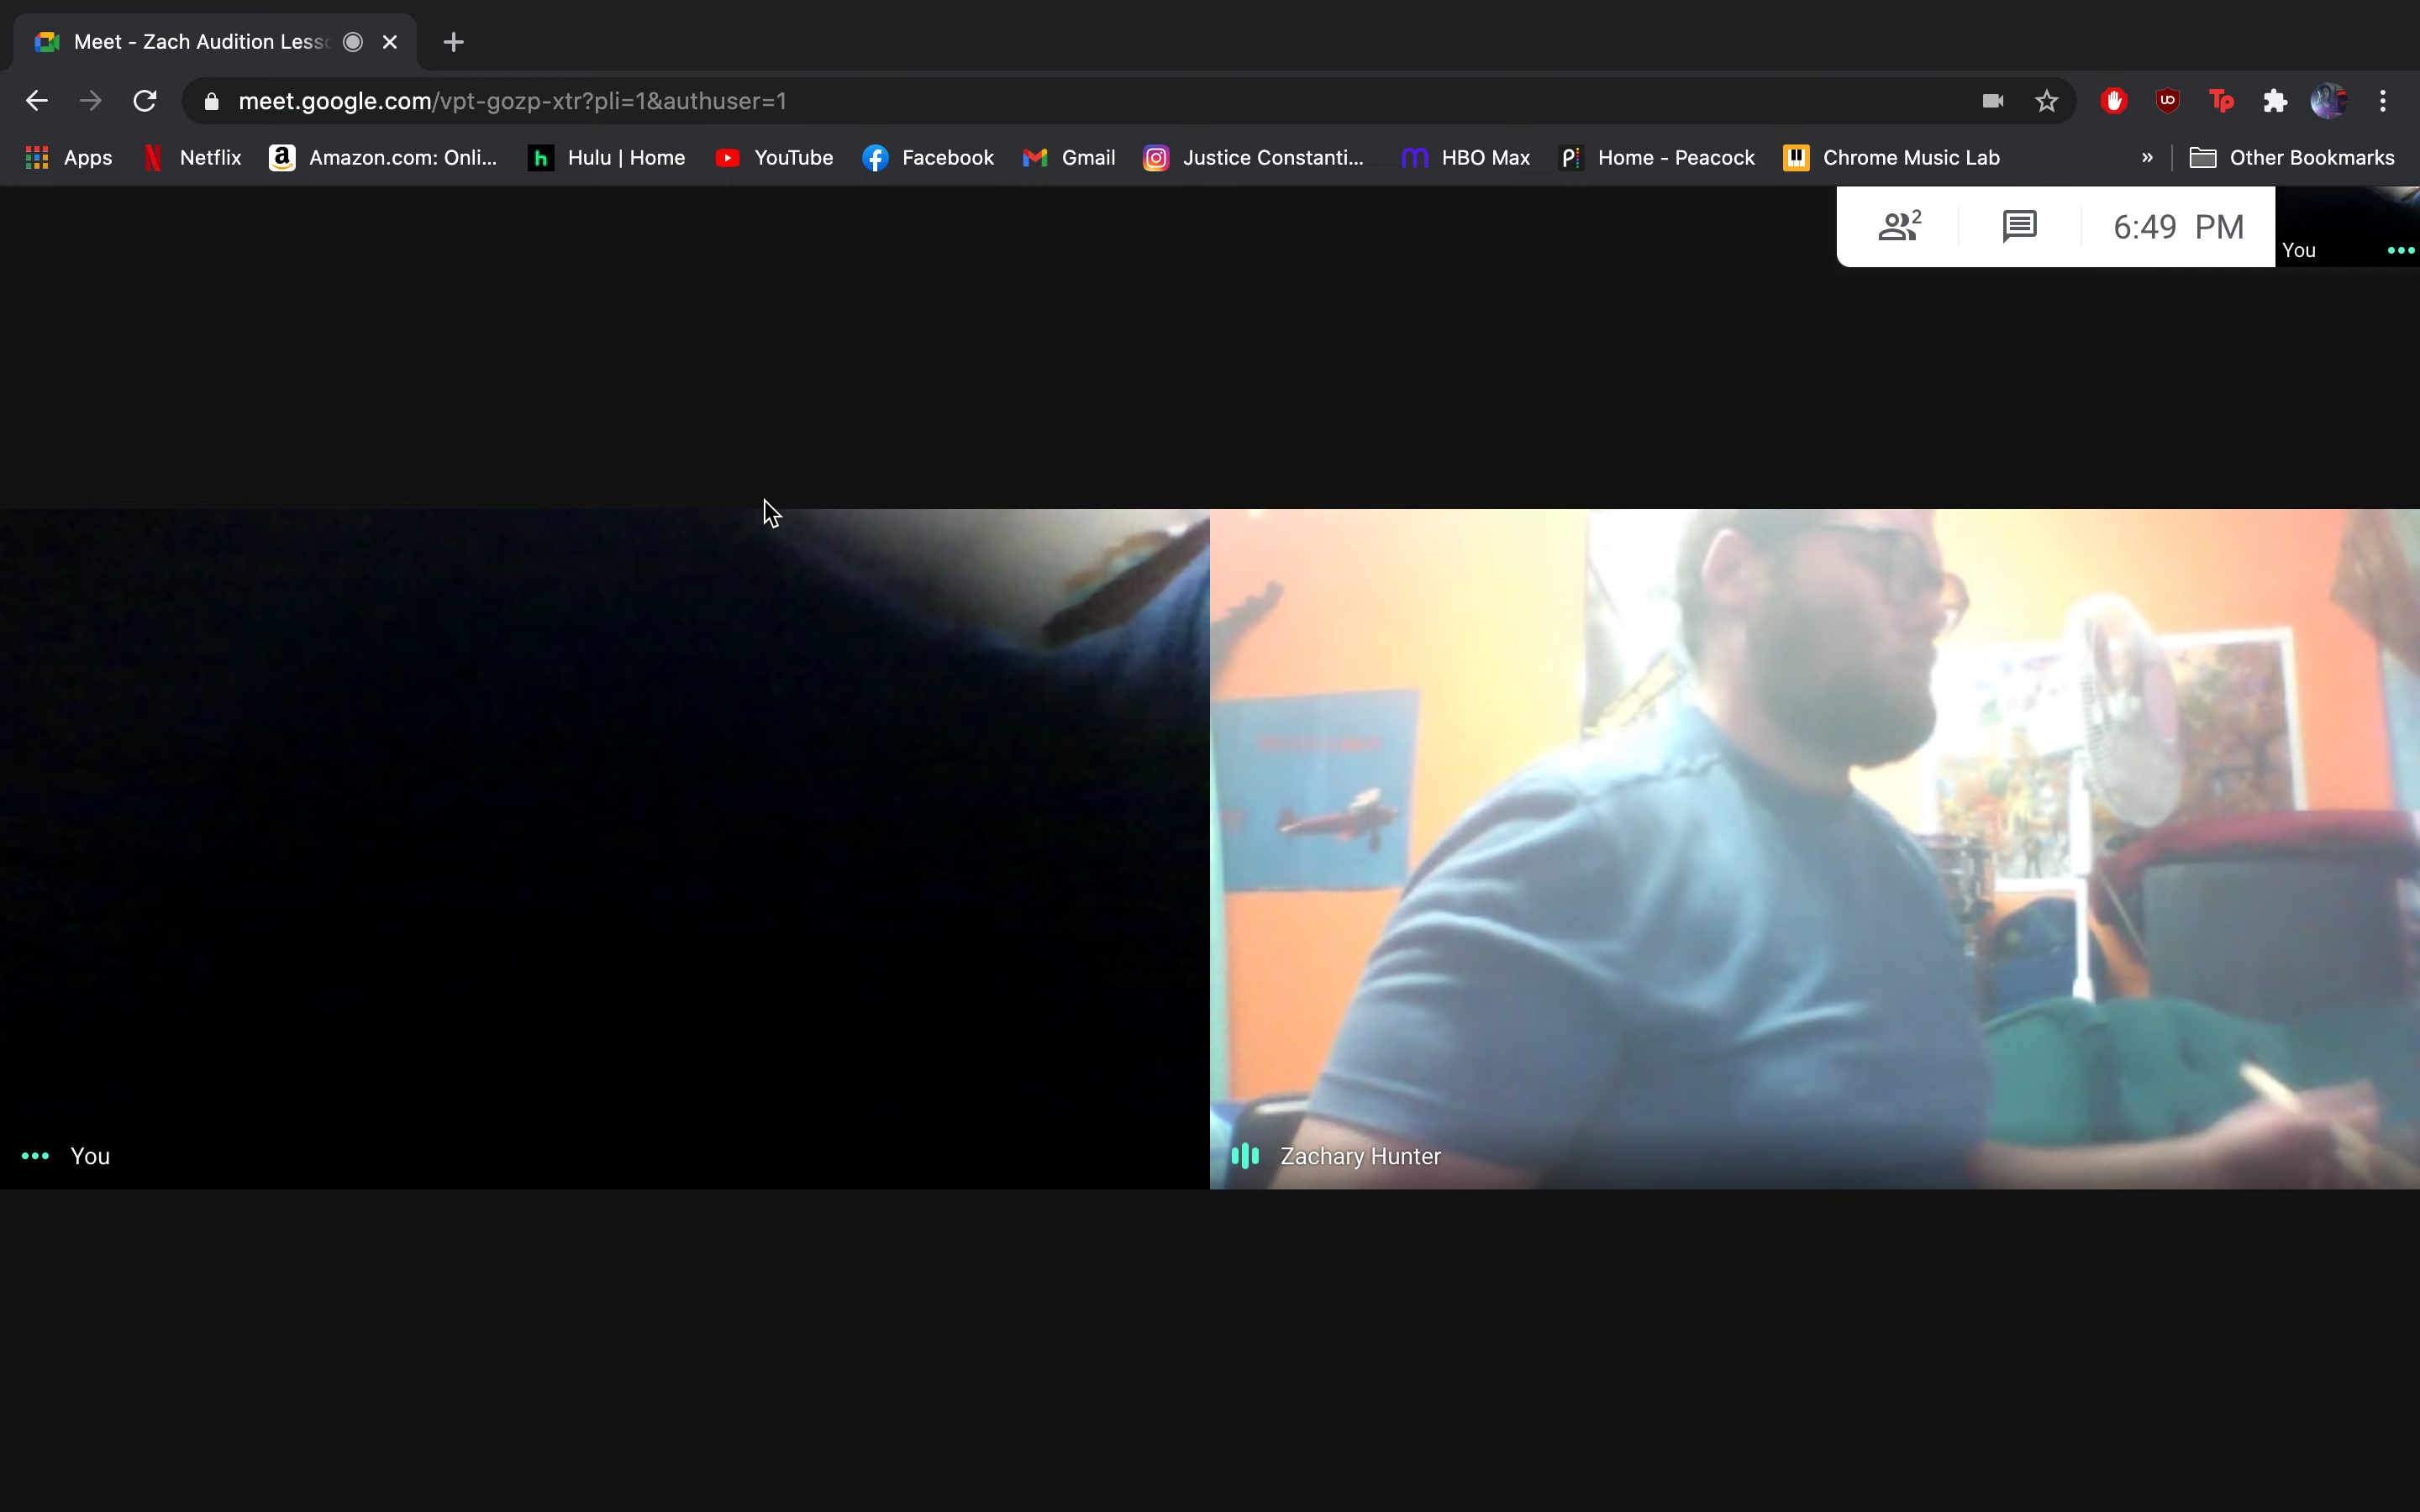 Meet - Zach Audition Less
meet.google.com/vpt-gozp-xtr?pli=1&authuser=1
Apps Netflix Amazon.com: Onli... Hulu | Home YouTube Facebook Gmail Justice Constanti... HBO Max Home - Peacock Chrome Music Lab » Other Bookmarks
2 6:49 PM
You
You
Zachary Hunter